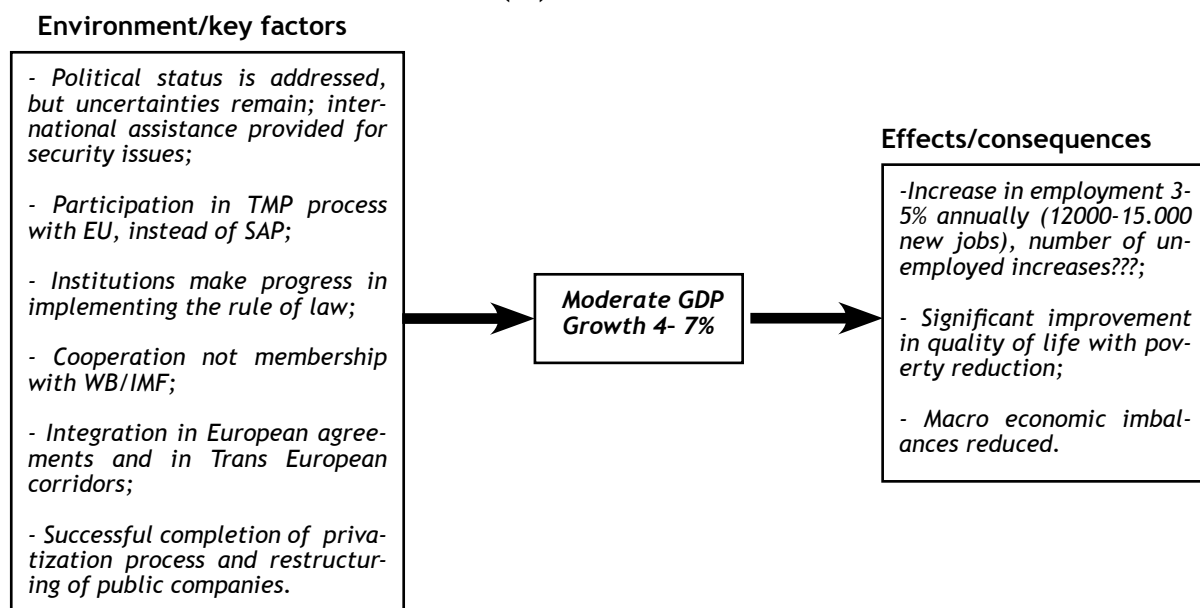 Environment/key factors
- Political status is addressed,
but uncertainties remain; inter-
national assistance provided for
security issues;
- Participation in TMP process
with EU, instead of SAP;
- Institutions make progress in
implementing the rule of law;
- Cooperation not membership
with WB/IMF;
- Integration in European agree-
ments and in Trans European
corridors;
- Successful completion of priva-
tization process and restructur-
ing of public companies.
Moderate GDP
Growth 4- 7%
Effects/consequences
-Increase in employment 3-
5% annually (12000-15.000
new jobs), number of un-
employed increases???;
- Significant improvement
in quality of life with pov-
erty reduction;
- Macro economic imbal-
ances reduced.